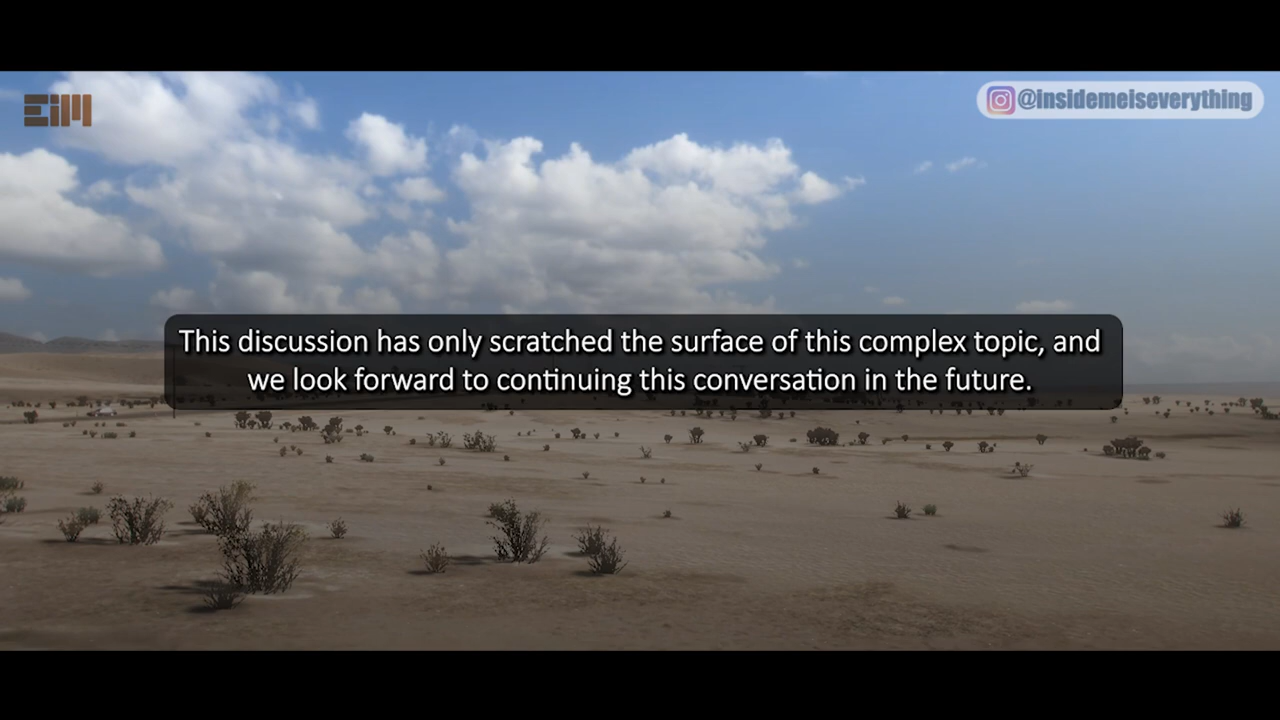 EiM
@insidemeiseverything
This discussion has only scratched the surface of this complex topic, and
we look forward to continuing this conversation in the future.